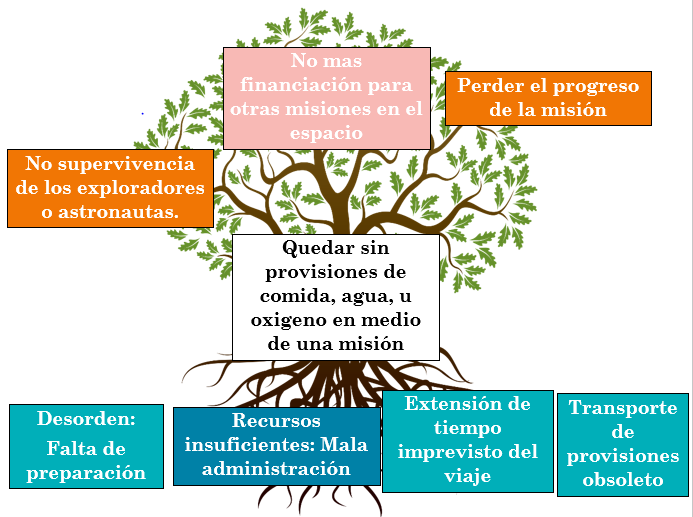 No mas
financiación para
otras misiones en el
espacio
Perder el progreso
de la misión
No supervivencia
de los exploradores
o astronautas.
Quedar sin
provisiones de
comida, agua, u
oxigeno en medio
de una misión
Desorden:
Falta de
preparación
Recursos
insuficientes: Mala
administración
Extensión de
tiempo
imprevisto del
viaje
Transporte
de
provisiones
obsoleto